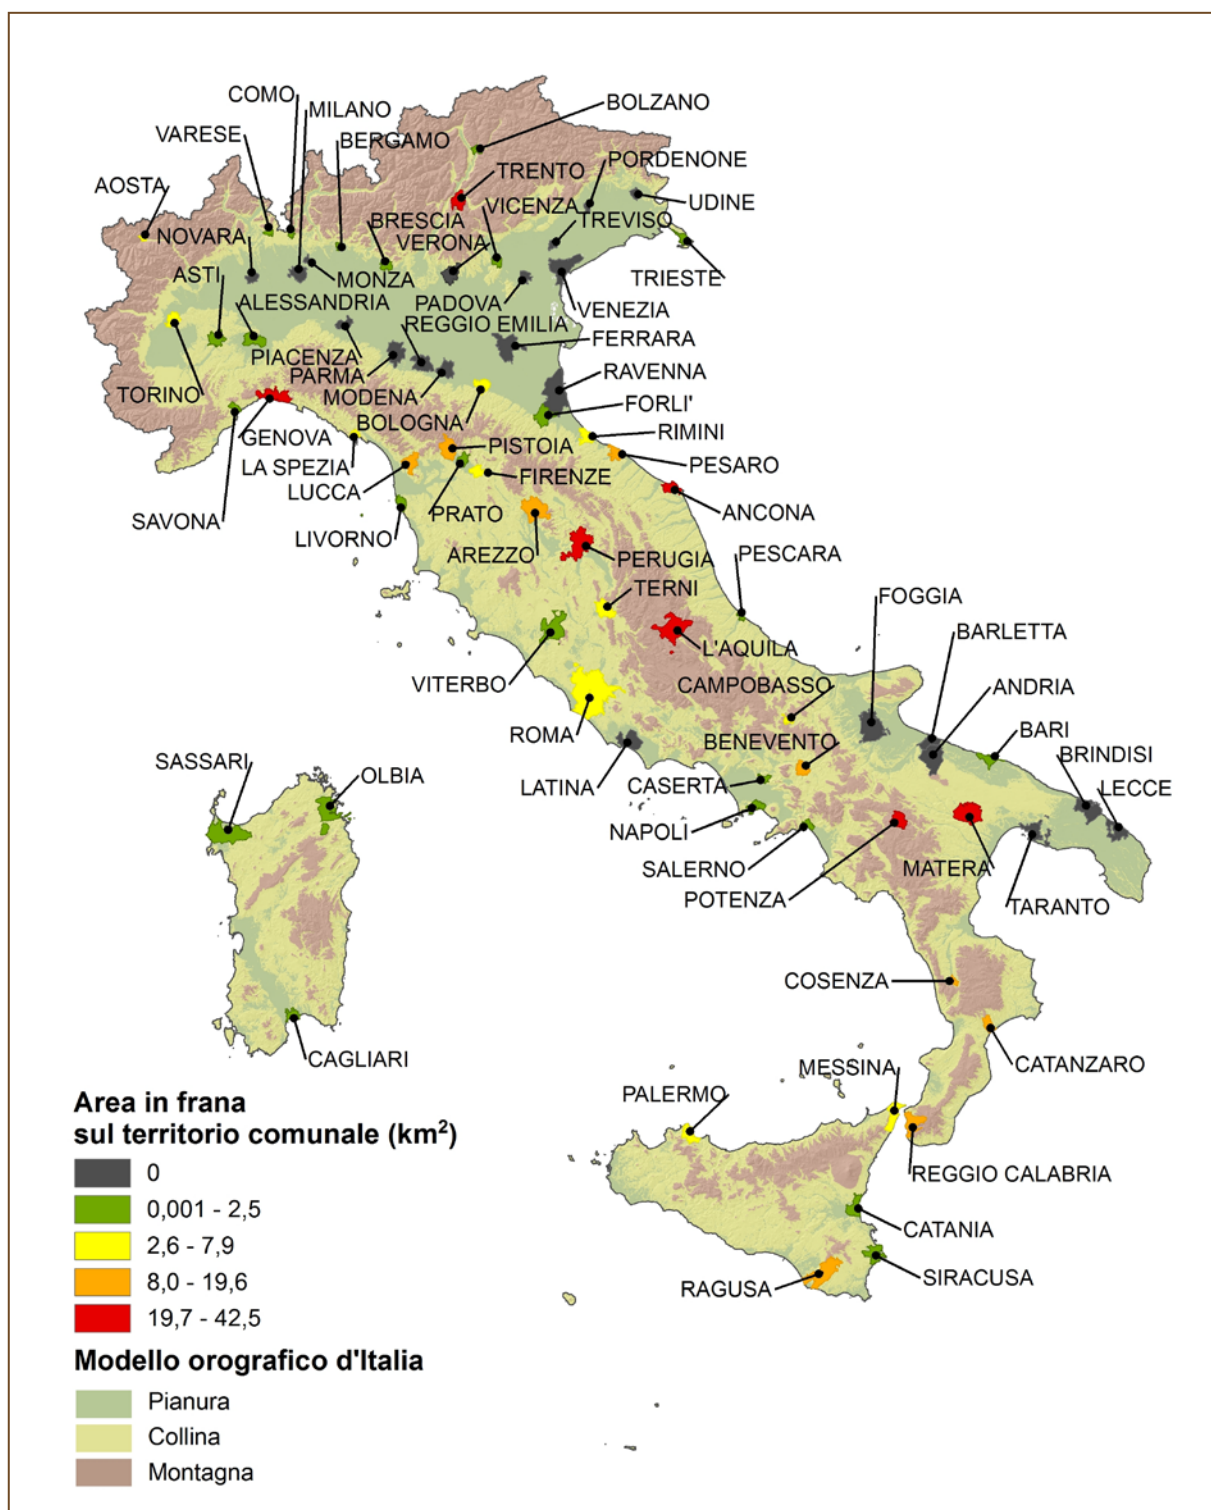 COMO
MILANO
BOLZANO
VARESE
BERGAMO
PORDENONE
TRENTO
AOSTA
VICENZA
UDINE
BRESCIA
TREVISO
NOVARA
VERONA
ASTI
MONZA
TRIESTE
ALESSANDRIA
PADOVA
VENEZIA
REGGIO EMILIA
FERRARA
PIACENZA
PARMA
RAVENNA
TORINO
MODENA
FORLI'
BOLOGNA
RIMINI
GENOVA
PISTOIA
LA SPEZIA
PESARO
FIRENZE
LUCCA
SAVONA
PRATO
ANCONA
LIVORNO
AREZZO
PERUGIA
PESCARA
TERNI
FOGGIA
BARLETTA
L'AQUILA
VITERBO
CAMPOBASSO
ANDRIA
BARI
ROMA
BENEVENTO
BRINDISI
SASSARI
OLBIA
LATINA
CASERTA
LECCE
NAPOLI
SALERNO
MATERA
POTENZA
TARANTO
COSENZA
CAGLIARI
CATANZARO
MESSINA
PALERMO
REGGIO CALABRIA
CATANIA
SIRACUSA
RAGUSA
Area in frana
sul territorio comunale (km²)
0
0,001 - 2,5
2,6 - 7,9
8,0 - 19,6
19,7 - 42,5
Modello orografico d'Italia
Pianura
Collina
Montagna